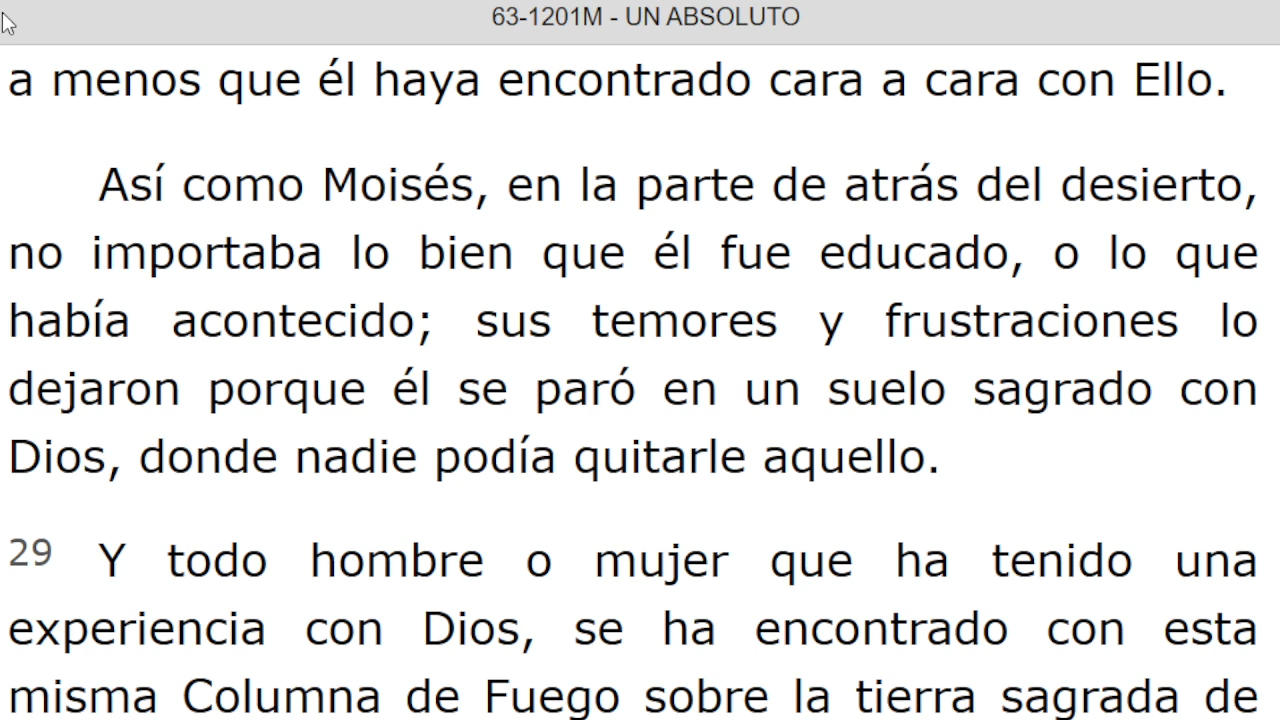 63-1201M - UN ABSOLUTO
a menos que él haya encontrado cara a cara con Ello.
Así como Moisés, en la parte de atrás del desierto,
no importaba lo bien que él fue educado, o lo que
había acontecido; sus temores y frustraciones lo
dejaron porque él se paró en un suelo sagrado con
Dios, donde nadie podía quitarle aquello.
29 Y todo hombre o mujer que ha tenido una
experiencia con Dios, se ha encontrado con esta
misma Columna de Fuego sobre la tierra sagrada de